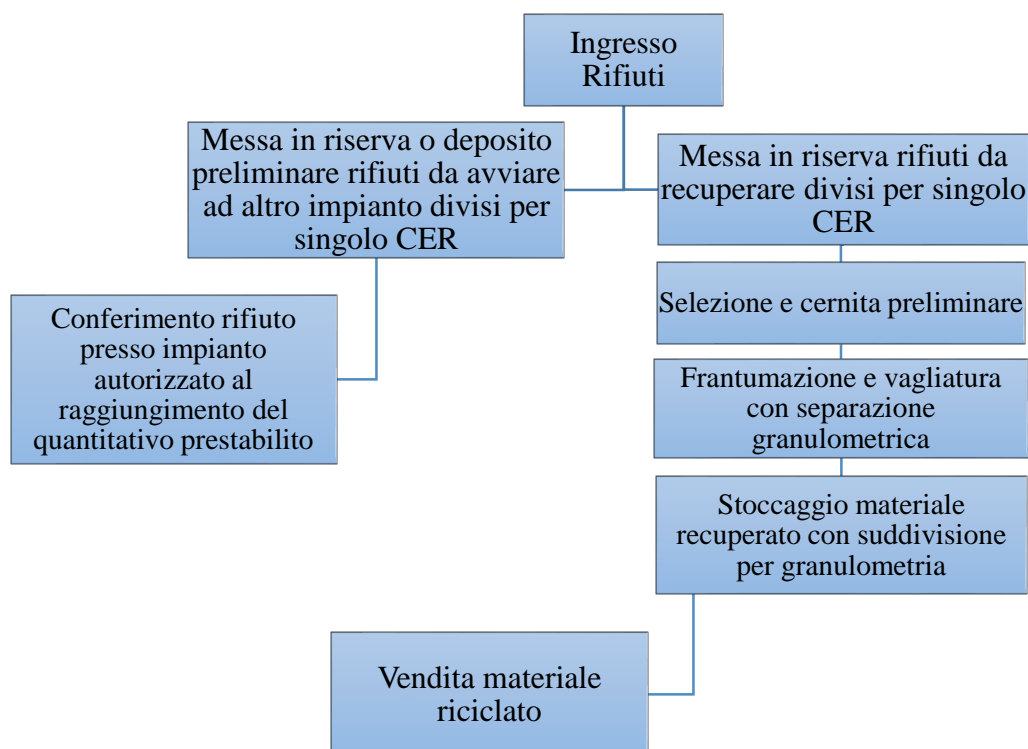 Ingresso
Rifiuti
Messa in riserva o deposito
preliminare rifiuti da avviare
ad altro impianto divisi per
singolo CER
Messa in riserva rifiuti da
recuperare divisi per singolo
CER
Selezione e cernita preliminare
Conferimento rifiuto
presso impianto
autorizzato al
raggiungimento del
quantitativo prestabilito
Frantumazione e vagliatura
con separazione
granulometrica
Stoccaggio materiale
recuperato con suddivisione
per granulometria
Vendita materiale
riciclato